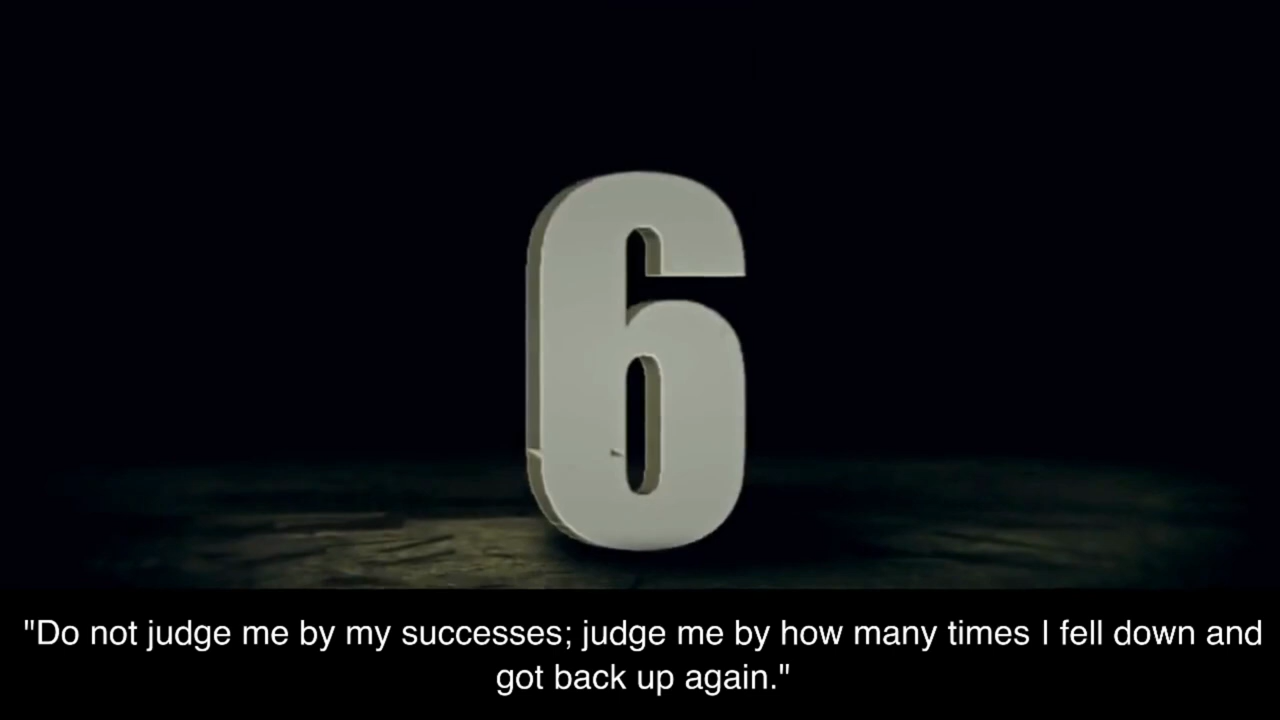 6
"Do not judge me by my successes; judge me by how many times I fell down and
got back up again."